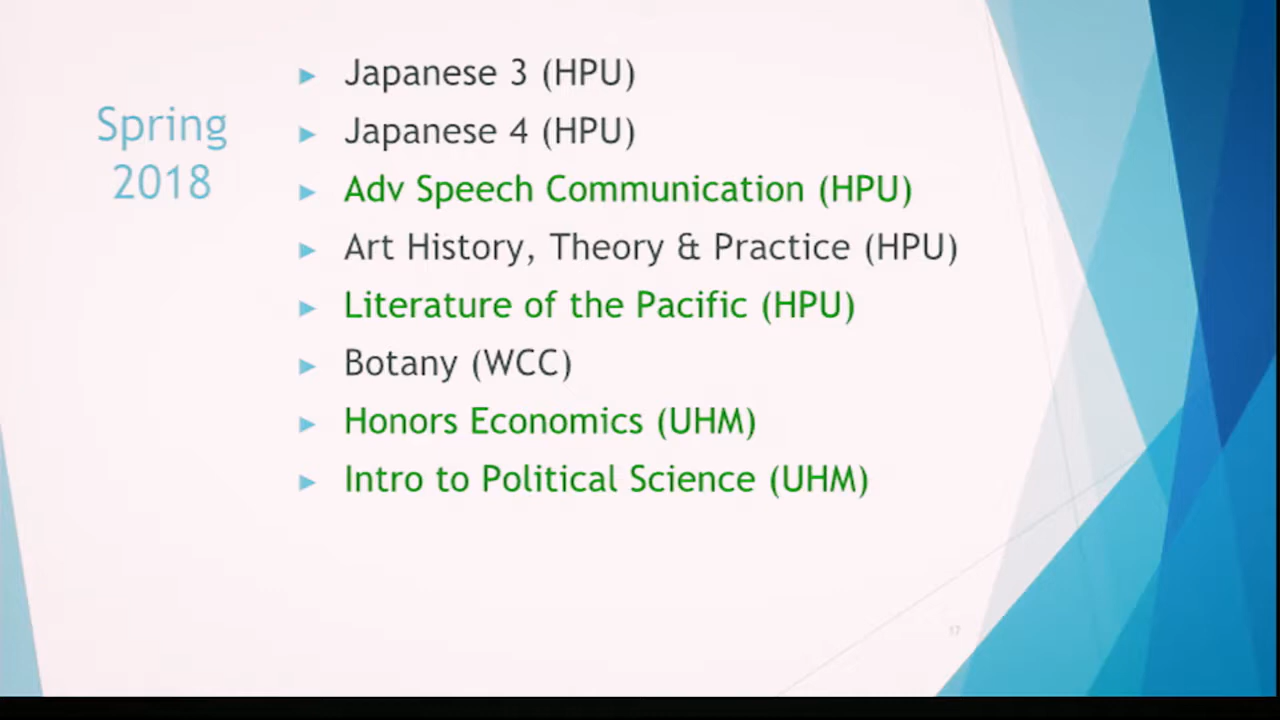 Spring
2018
Japanese 3 (HPU)
Japanese 4 (HPU)
Adv Speech Communication (HPU)
Art History, Theory & Practice (HPU)
Literature of the Pacific (HPU)
Botany (WCC)
Honors Economics (UHM)
Intro to Political Science (UHM)
17